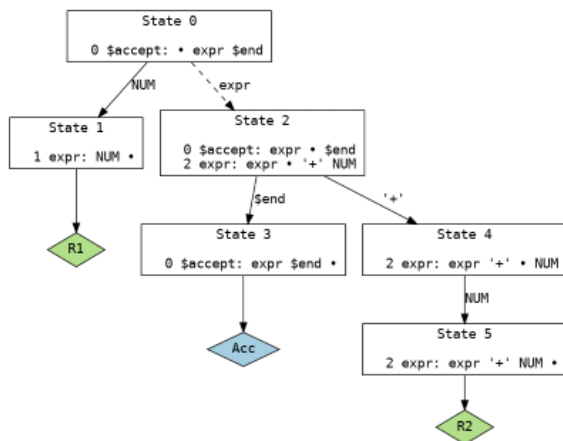 State 0
0 $accept: • expr $end
NUM
expr
State 1
1 expr: NUM •
State 2
0 $accept: expr • $end
2 expr: expr • '+' NUM
R1
$end
'+'
State 3
0 $accept: expr $end •
State 4
2 expr: expr '+' • NUM
Acc
NUM
State 5
2 expr: expr '+' NUM •
R2